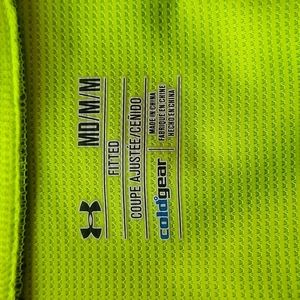 MD/M/M
FITTED
COUPE AJUSTÉE/CEÑIDO
MADE IN CHINA
FABRIQUÉ EN CHINE
HECHO EN CHINA
coldgear